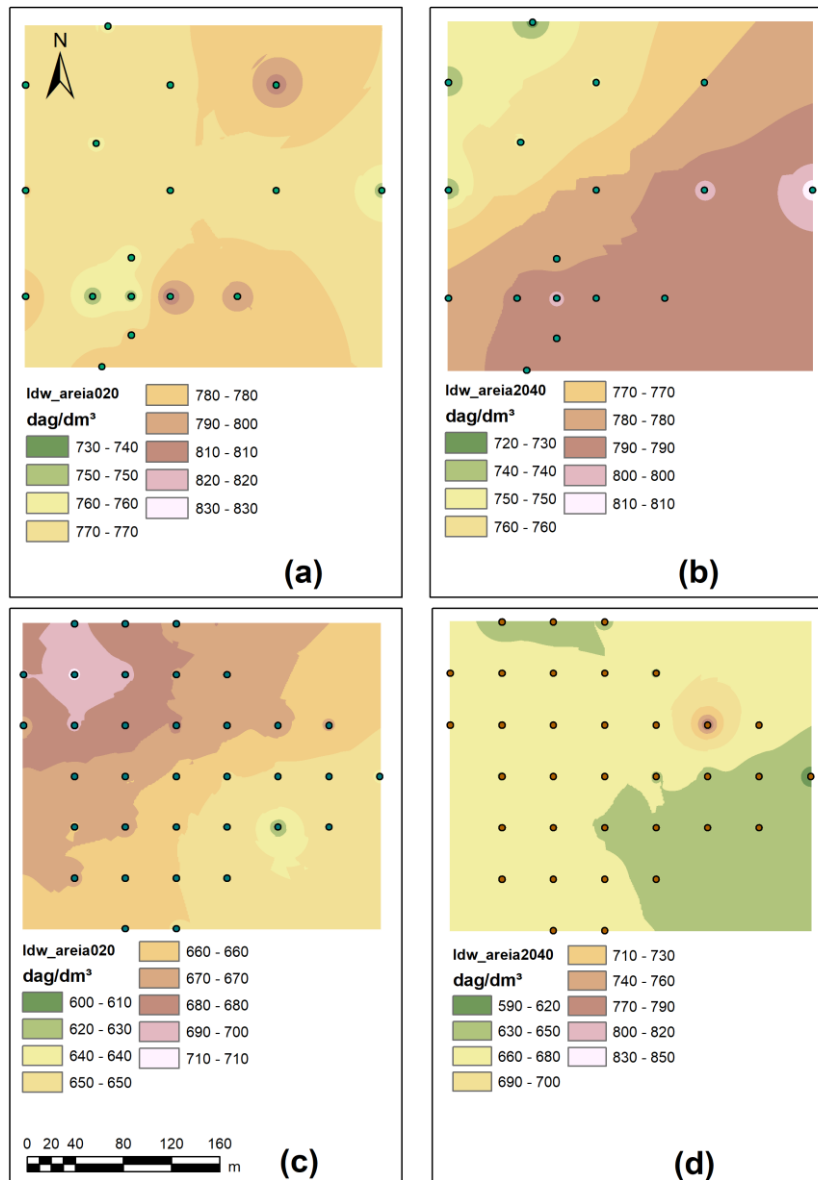 N
Idw_areia020
dag/dm³
730 - 740
750 - 750
760 - 760
770 - 770
780 - 780
790 - 800
810 - 810
820 - 820
830 - 830
(a)
Idw_areia2040
dag/dm³
720 - 730
740 - 740
750 - 750
760 - 760
770 - 770
780 - 780
790 - 790
800 - 800
810 - 810
(b)
Idw_areia020
dag/dm³
600 - 610
620 - 630
640 - 640
650 - 650
660 - 660
670 - 670
680 - 680
690 - 700
710 - 710
0 20 40 80 120 160
m
(c)
Idw_areia2040
dag/dm³
590 - 620
630 - 650
660 - 680
690 - 700
710 - 730
740 - 760
770 - 790
800 - 820
830 - 850
(d)